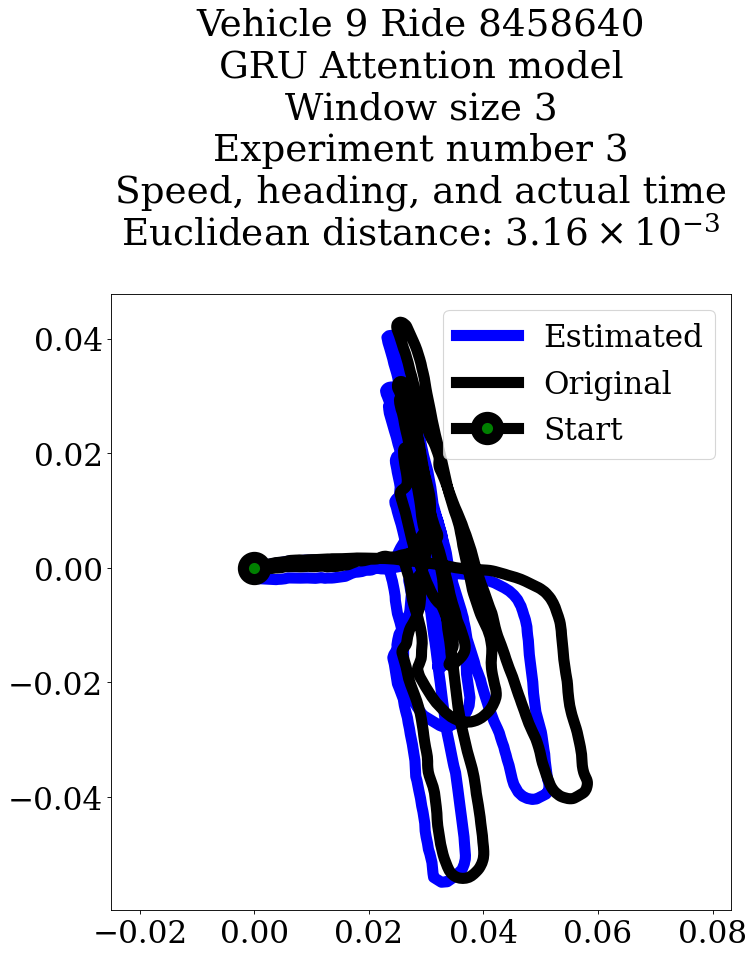 Vehicle 9 Ride 8458640
GRU Attention model
Window size 3
Experiment number 3
Speed, heading, and actual time
Euclidean distance: 3.16 × 10⁻³
Estimated
Original
Start
0.04
0.02
0.00
−0.02
−0.04
−0.02 0.00 0.02 0.04 0.06 0.08